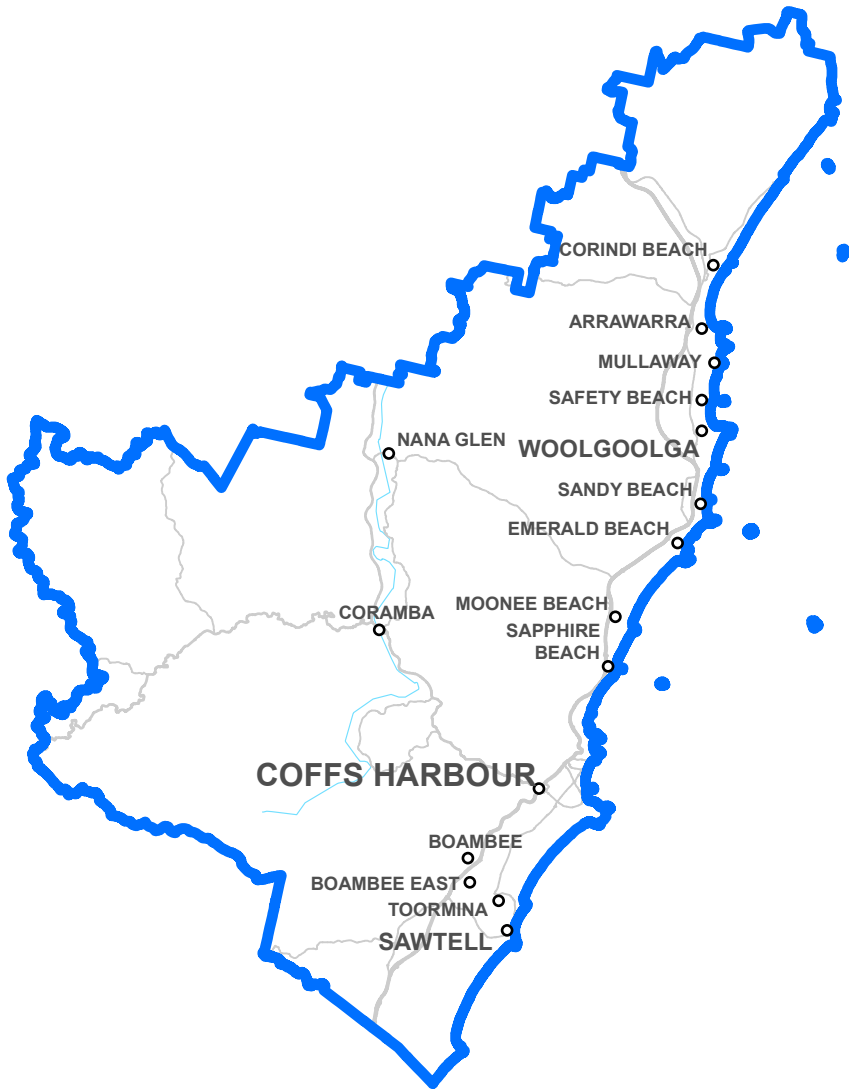 CORINDI BEACH
ARRAWARRA
MULLAWAY
SAFETY BEACH
NANA GLEN
WOOLGOOLGA
SANDY BEACH
EMERALD BEACH
MOONEE BEACH
CORAMBA
SAPPHIRE
BEACH
COFFS HARBOUR
BOAMBEE
BOAMBEE EAST
TOORMINA
SAWTELL